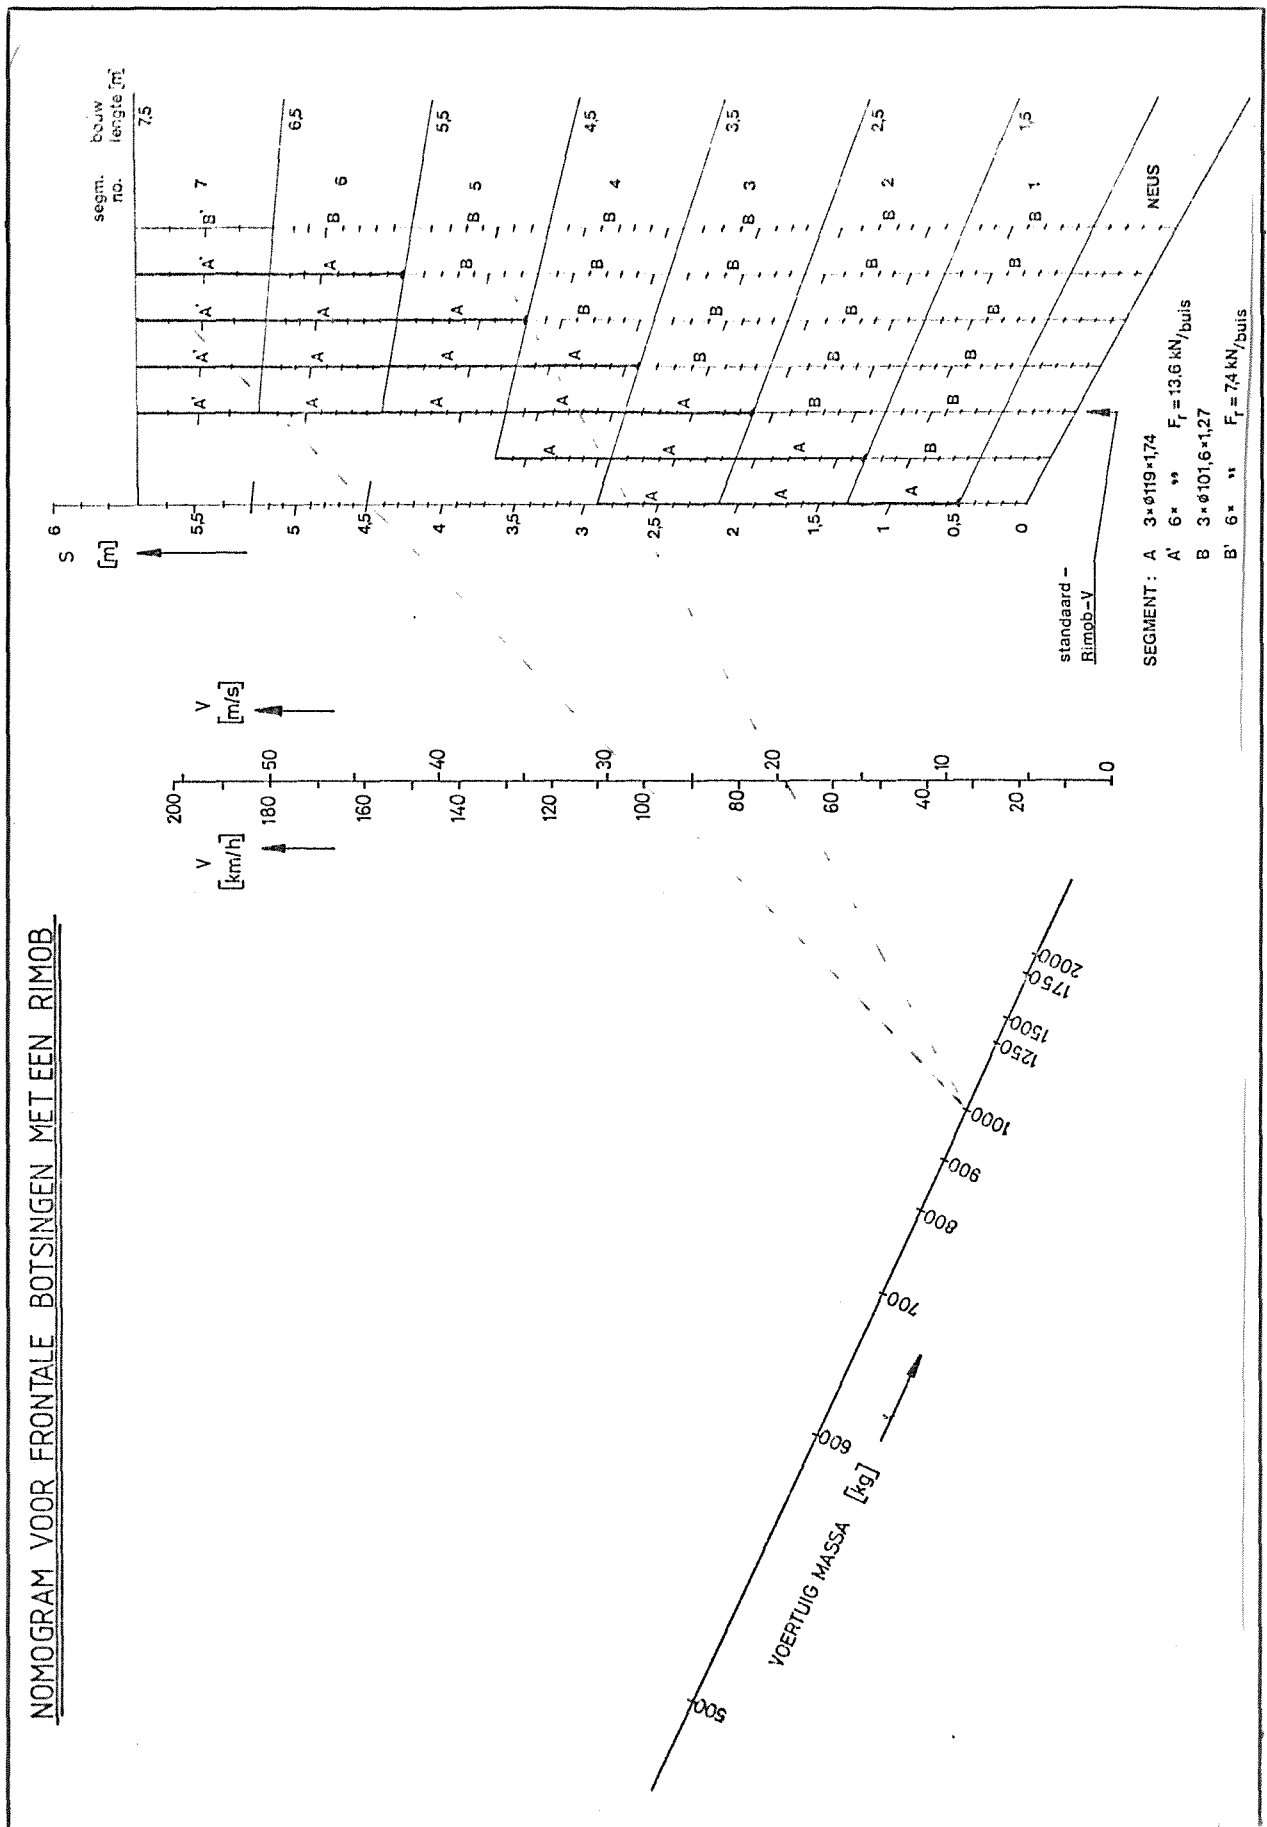 NOMOGRAM VOOR FRONTALE BOTSINGEN MET EEN RIMOB
VOERTUIG MASSA [kg]
500
600
700
800
900
1000
1250
1500
1750
2000
V
[km/h]
200
180
160
140
120
100
80
60
40
20
V
[m/s]
50
40
30
20
10
0
S
[m]
6
5,5
5
4,5
4
3,5
3
2,5
2
1,5
1
0,5
0
segm. no.
bouw lengte [m]
7,5
6,5
5,5
4,5
3,5
2,5
1,5
7
6
5
4
3
2
1
NEUS
A A A
A A A B
A' A A A A B B
A' A A A B B B
A' A A B B B B
A' A B B B B B
B' B B B B B B
standaard -
Rimob-V
SEGMENT: A 3×ø119×1,74
A' 6× " Fr = 13,6 kN/buis
B 3×ø101,6×1,27
B' 6× " Fr = 7,4 kN/buis